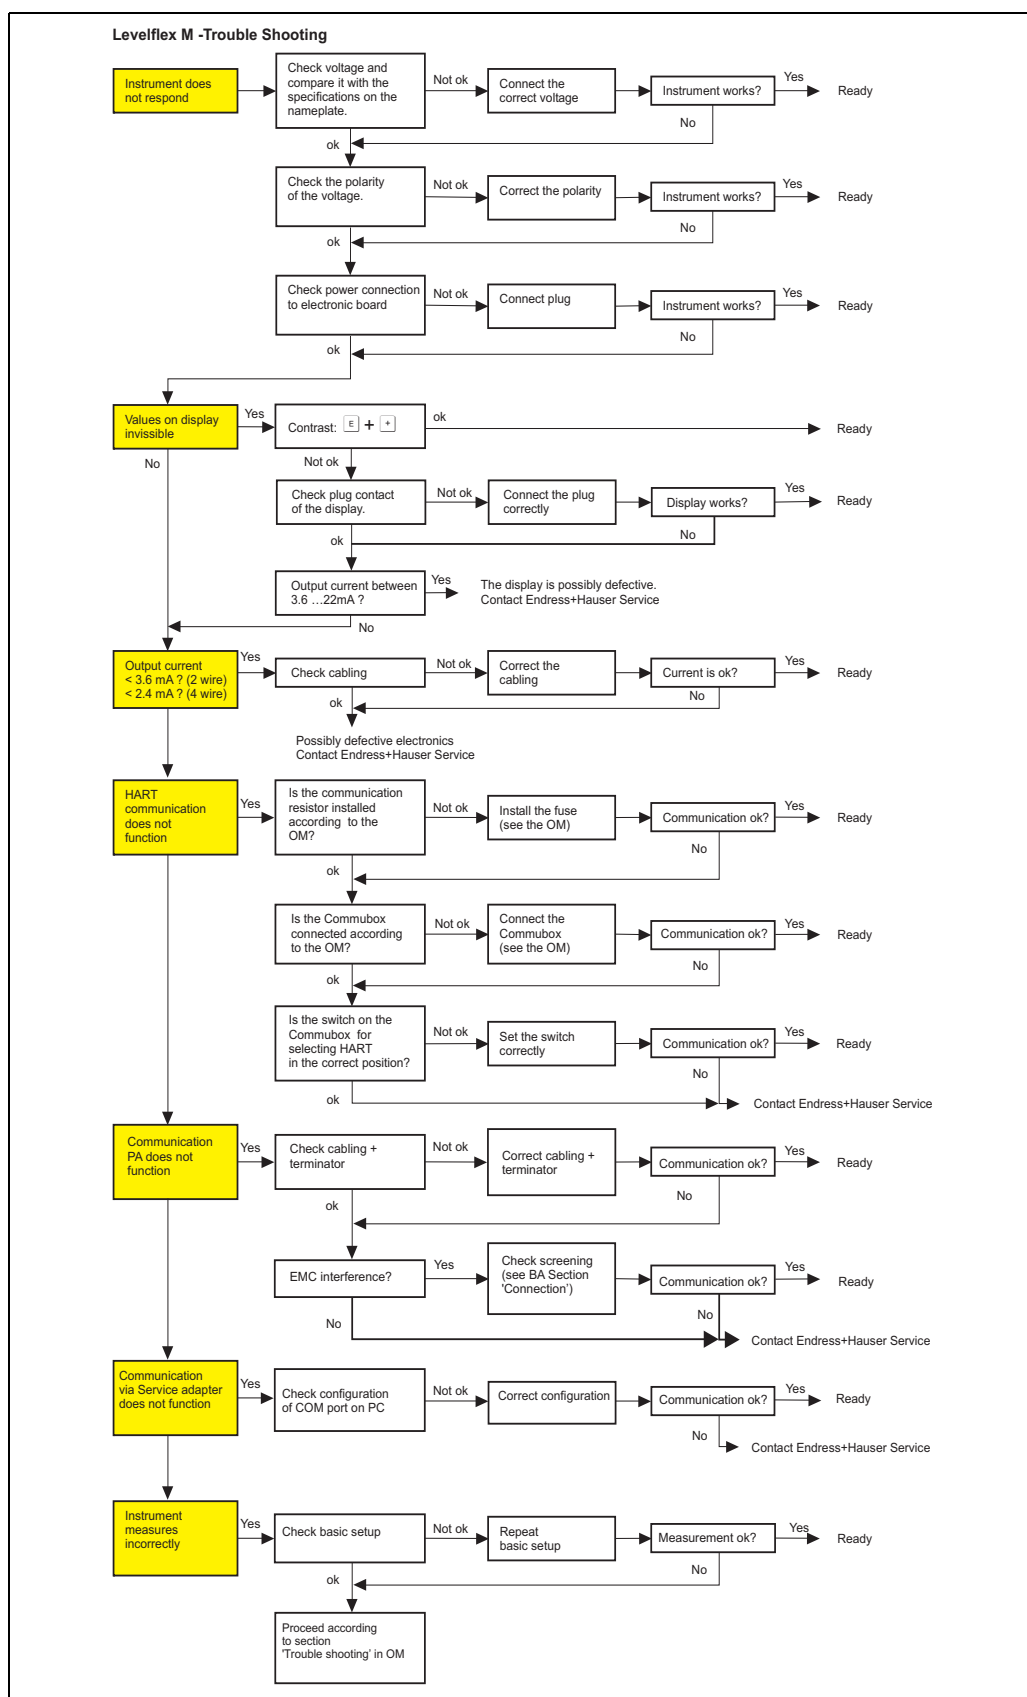 Levelflex M -Trouble Shooting
Instrument does
not respond
Check voltage and
compare it with the
specifications on the
nameplate.
Not ok
Connect the
correct voltage
Instrument works?
Yes
Ready
No
ok
Check the polarity
of the voltage.
Not ok
Correct the polarity
Instrument works?
Yes
Ready
No
ok
Check power connection
to electronic board
Not ok
Connect plug
Instrument works?
Yes
Ready
No
ok
Values on display
invissible
Yes
Contrast: E + +
ok
Ready
No
Not ok
Check plug contact
of the display.
Not ok
Connect the plug
correctly
Display works?
Yes
Ready
No
ok
Output current between
3.6 ...22mA ?
Yes
The display is possibly defective.
Contact Endress+Hauser Service
No
Output current
< 3.6 mA ? (2 wire)
< 2.4 mA ? (4 wire)
Yes
Check cabling
Not ok
Correct the
cabling
Current is ok?
Yes
Ready
No
ok
Possibly defective electronics
Contact Endress+Hauser Service
HART
communication
does not
function
Yes
Is the communication
resistor installed
according to the
OM?
Not ok
Install the fuse
(see the OM)
Communication ok?
Yes
Ready
No
ok
Is the Commubox
connected according
to the OM?
Not ok
Connect the
Commubox
(see the OM)
Communication ok?
Yes
Ready
No
ok
Is the switch on the
Commubox for
selecting HART
in the correct position?
Not ok
Set the switch
correctly
Communication ok?
Yes
Ready
No
ok
Contact Endress+Hauser Service
Communication
PA does not
function
Yes
Check cabling +
terminator
Not ok
Correct cabling +
terminator
Communication ok?
Yes
Ready
No
ok
EMC interference?
Yes
Check screening
(see BA Section
'Connection')
Communication ok?
Yes
Ready
No
No
Contact Endress+Hauser Service
Communication
via Service adapter
does not function
Yes
Check configuration
of COM port on PC
Not ok
Correct configuration
Communication ok?
Yes
Ready
No
Contact Endress+Hauser Service
Instrument
measures
incorrectly
Yes
Check basic setup
Not ok
Repeat
basic setup
Measurement ok?
Yes
Ready
No
ok
Proceed according
to section
'Trouble shooting' in OM